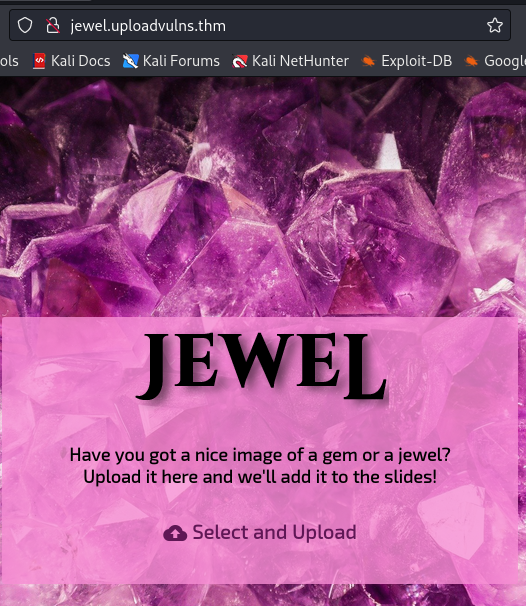 jewel.uploadvulns.thm
ols Kali Docs Kali Forums Kali NetHunter Exploit-DB Googl
JEWEL
Have you got a nice image of a gem or a jewel?
Upload it here and we'll add it to the slides!
Select and Upload